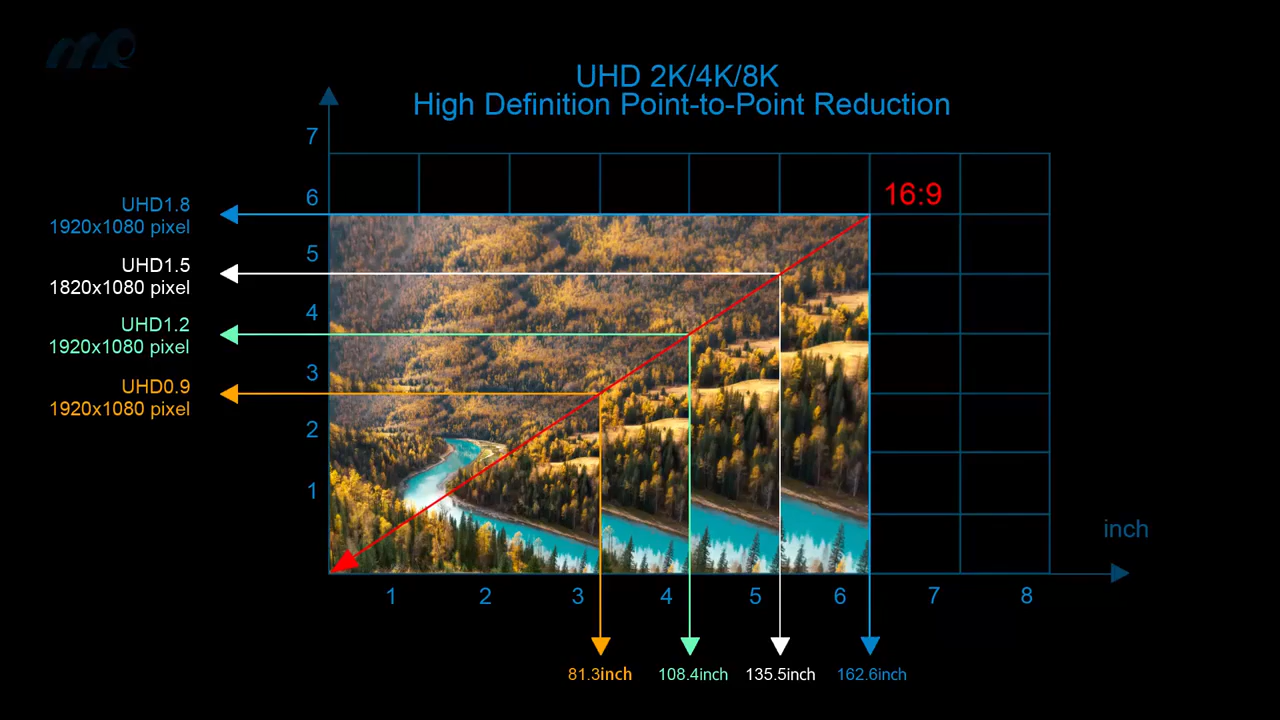 UHD 2K/4K/8K
High Definition Point-to-Point Reduction
7
6
5
4
3
2
1
16:9
UHD1.8
1920x1080 pixel
UHD1.5
1820x1080 pixel
UHD1.2
1920x1080 pixel
UHD0.9
1920x1080 pixel
inch
1 2 3 4 5 6 7 8
81.3inch 108.4inch 135.5inch 162.6inch